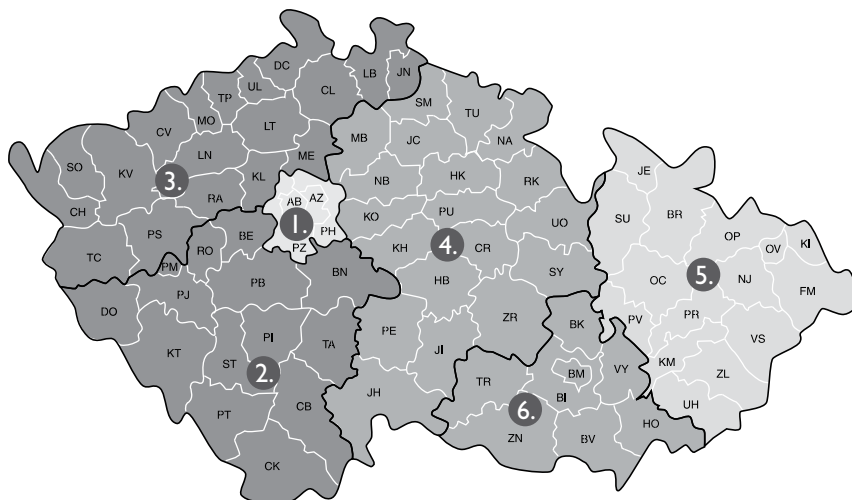 DC
LB
JN
UL
CL
TP
SM
MO
TU
CV
LT
MB
JC
NA
LN
ME
SO
KV
3.
KL
NB
HK
RK
JE
RA
AB
AZ
CH
KO
PU
SU
BR
1.
PS
BE
PH
UO
OP
KI
RO
PZ
KH
4.
CR
OV
TC
PM
BN
SY
OC
5.
NJ
PJ
PB
HB
FM
DO
ZR
PV
PR
PE
BK
PI
TA
VS
KT
JI
ST
2.
KM
TR
BM
VY
ZL
JH
BI
CB
6.
UH
PT
ZN
BV
HO
CK